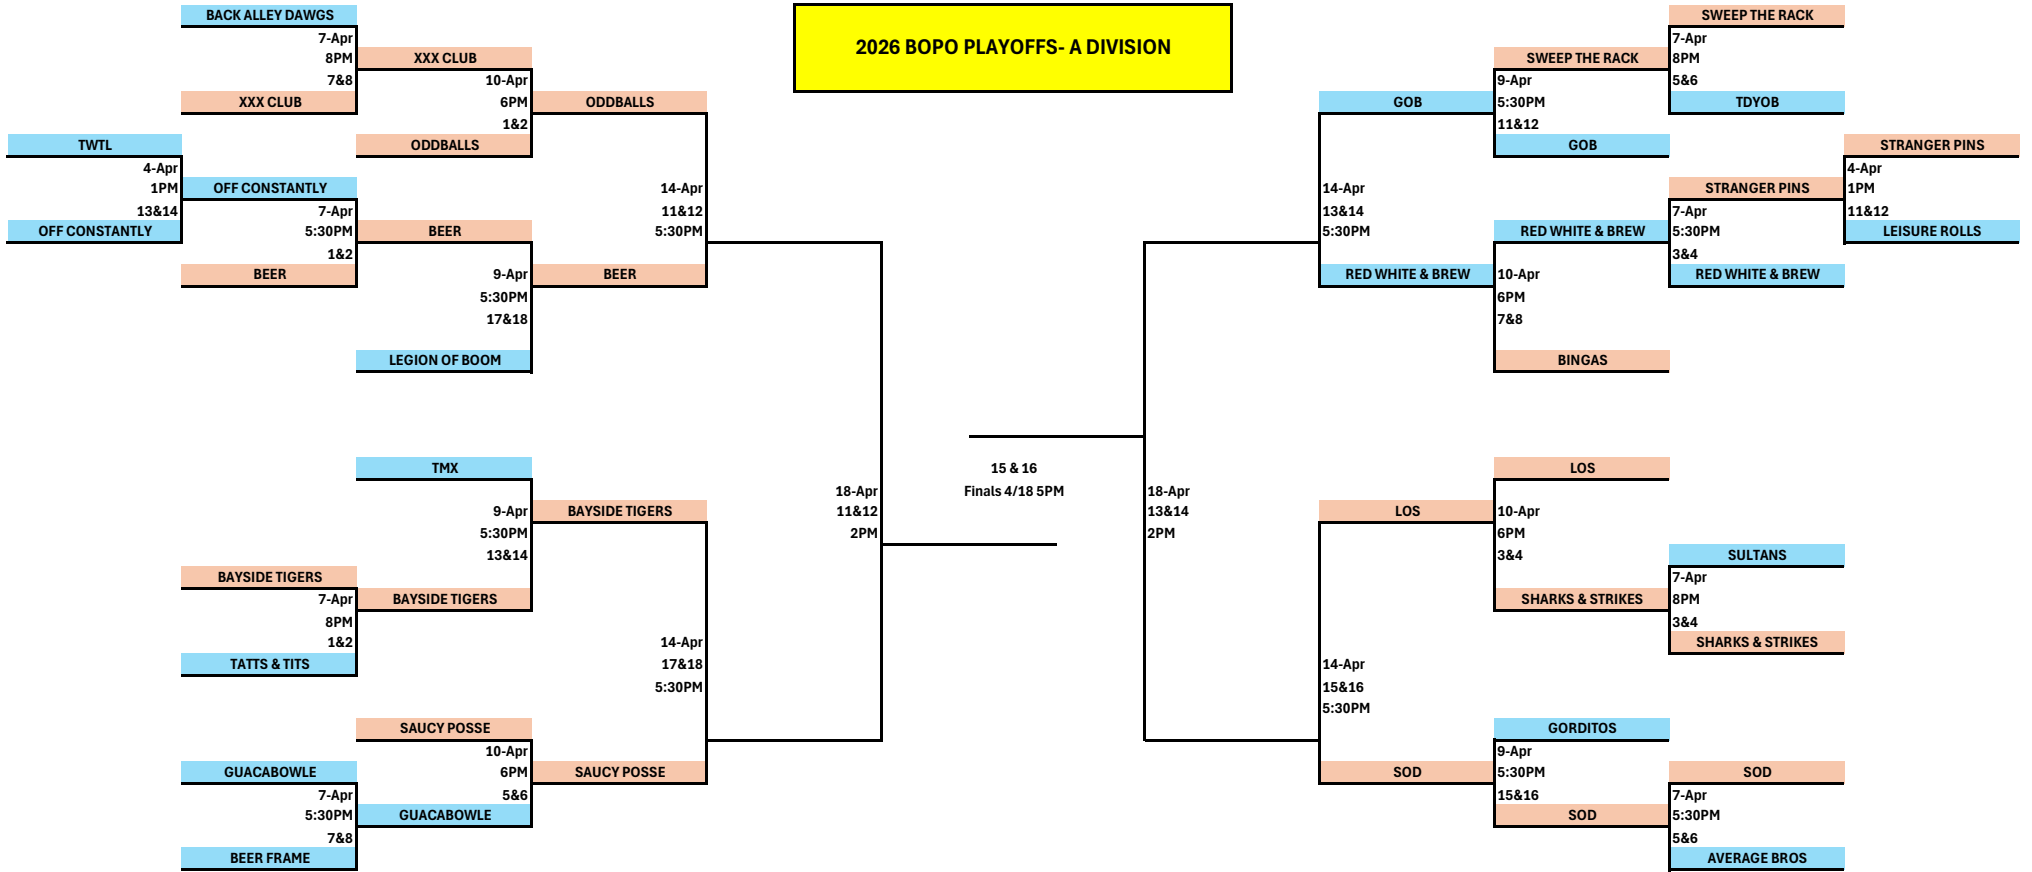 2026 BOPO PLAYOFFS- A DIVISION
BACK ALLEY DAWGS
7-Apr
8PM
7&8
XXX CLUB
XXX CLUB
10-Apr
6PM
1&2
ODDBALLS
ODDBALLS
TWTL
4-Apr
1PM
13&14
OFF CONSTANTLY
OFF CONSTANTLY
7-Apr
5:30PM
1&2
BEER
BEER
9-Apr
5:30PM
17&18
LEGION OF BOOM
BEER
14-Apr
11&12
5:30PM
TMX
9-Apr
5:30PM
13&14
BAYSIDE TIGERS
BAYSIDE TIGERS
7-Apr
8PM
1&2
TATTS & TITS
BAYSIDE TIGERS
14-Apr
17&18
5:30PM
SAUCY POSSE
10-Apr
6PM
5&6
GUACABOWLE
GUACABOWLE
7-Apr
5:30PM
7&8
BEER FRAME
SAUCY POSSE
18-Apr
11&12
2PM
15 & 16
Finals 4/18 5PM
18-Apr
13&14
2PM
GOB
14-Apr
13&14
5:30PM
RED WHITE & BREW
SWEEP THE RACK
9-Apr
5:30PM
11&12
GOB
SWEEP THE RACK
7-Apr
8PM
5&6
TDYOB
STRANGER PINS
4-Apr
1PM
11&12
LEISURE ROLLS
STRANGER PINS
7-Apr
5:30PM
3&4
RED WHITE & BREW
RED WHITE & BREW
10-Apr
6PM
7&8
BINGAS
LOS
10-Apr
6PM
3&4
SHARKS & STRIKES
LOS
14-Apr
15&16
5:30PM
SOD
SULTANS
7-Apr
8PM
3&4
SHARKS & STRIKES
GORDITOS
9-Apr
5:30PM
15&16
SOD
SOD
7-Apr
5:30PM
5&6
AVERAGE BROS